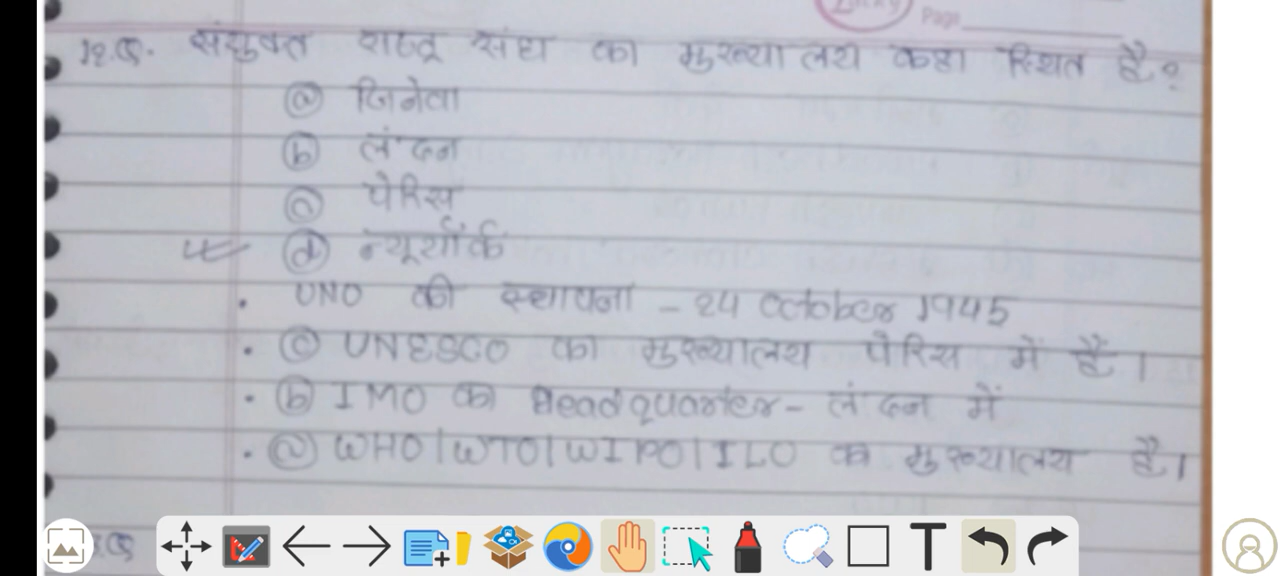 Page
12.Q. संयुक्त राष्ट्र संघ का मुख्यालय कहा स्थित है?
(a) जिनेवा
(b) लंदन
(c) पेरिस
(d) न्यूयॉर्क
• UNO की स्थापना - 24 October 1945
• (c) UNESCO का मुख्यालय पेरिस में है।
• (b) IMO का Headquarter - लंदन में
• (a) WHO|WTO|WIPO|ILO का मुख्यालय है।
T